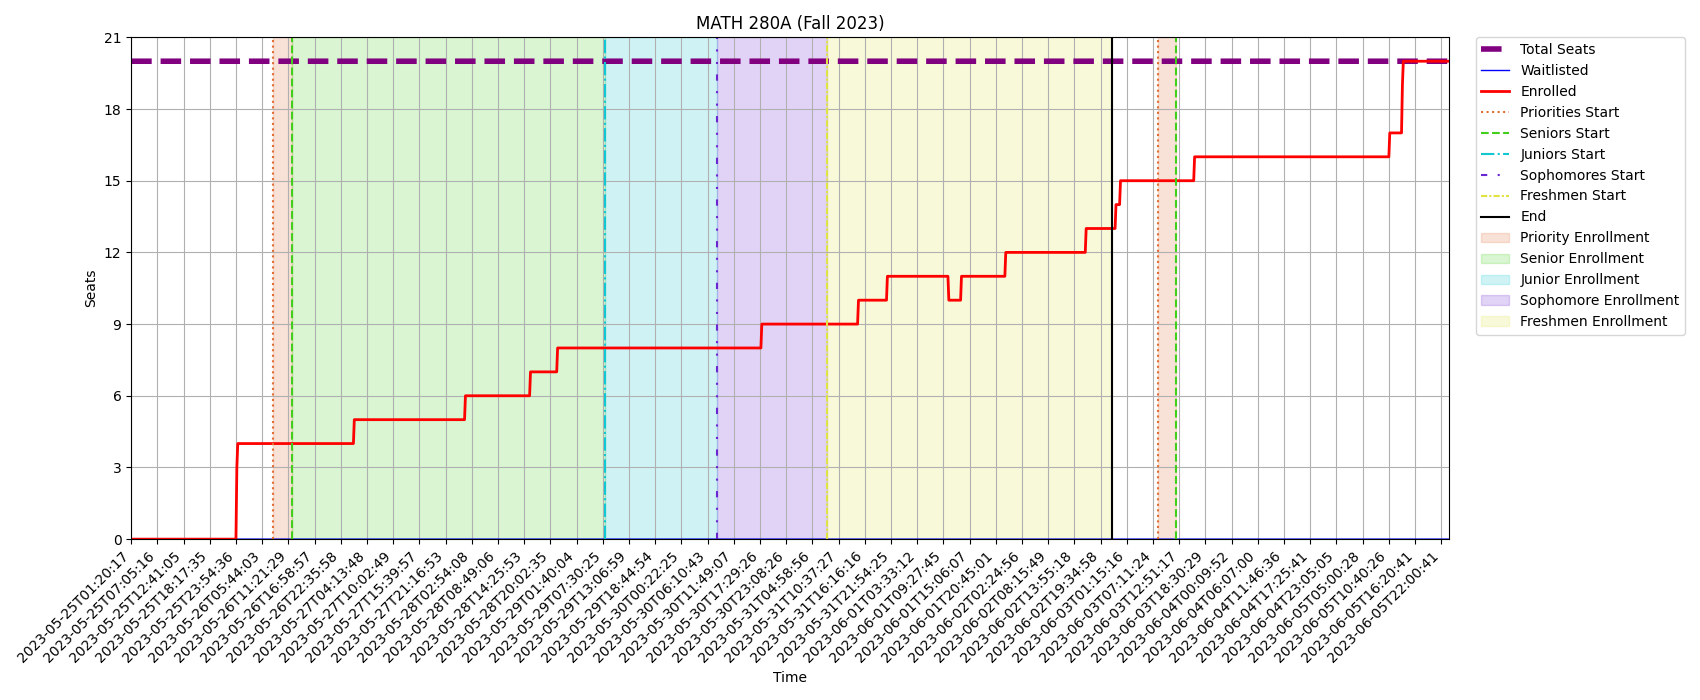 MATH 280A (Fall 2023)
21
18
15
12
9
6
3
0
Seats
2023-05-25T01:20:17
2023-05-25T07:05:16
2023-05-25T12:41:05
2023-05-25T18:17:35
2023-05-25T23:54:36
2023-05-26T05:44:03
2023-05-26T11:21:29
2023-05-26T16:58:57
2023-05-26T22:35:58
2023-05-27T04:13:48
2023-05-27T10:02:49
2023-05-27T15:39:57
2023-05-27T21:16:53
2023-05-28T02:54:08
2023-05-28T08:49:06
2023-05-28T14:25:53
2023-05-28T20:02:35
2023-05-29T01:40:04
2023-05-29T07:30:25
2023-05-29T13:06:59
2023-05-29T18:44:54
2023-05-30T00:22:25
2023-05-30T06:10:43
2023-05-30T11:49:07
2023-05-30T17:29:26
2023-05-30T23:08:26
2023-05-31T04:58:56
2023-05-31T10:37:27
2023-05-31T16:16:16
2023-05-31T21:54:25
2023-06-01T03:33:12
2023-06-01T09:27:45
2023-06-01T15:06:07
2023-06-01T20:45:01
2023-06-02T02:24:56
2023-06-02T08:15:49
2023-06-02T13:55:18
2023-06-02T19:34:58
2023-06-03T01:15:16
2023-06-03T07:11:24
2023-06-03T12:51:17
2023-06-03T18:30:29
2023-06-04T00:09:52
2023-06-04T06:07:00
2023-06-04T11:46:36
2023-06-04T17:25:41
2023-06-04T23:05:05
2023-06-05T05:00:28
2023-06-05T10:40:26
2023-06-05T16:20:41
2023-06-05T22:00:41
Time
Total Seats
Waitlisted
Enrolled
Priorities Start
Seniors Start
Juniors Start
Sophomores Start
Freshmen Start
End
Priority Enrollment
Senior Enrollment
Junior Enrollment
Sophomore Enrollment
Freshmen Enrollment